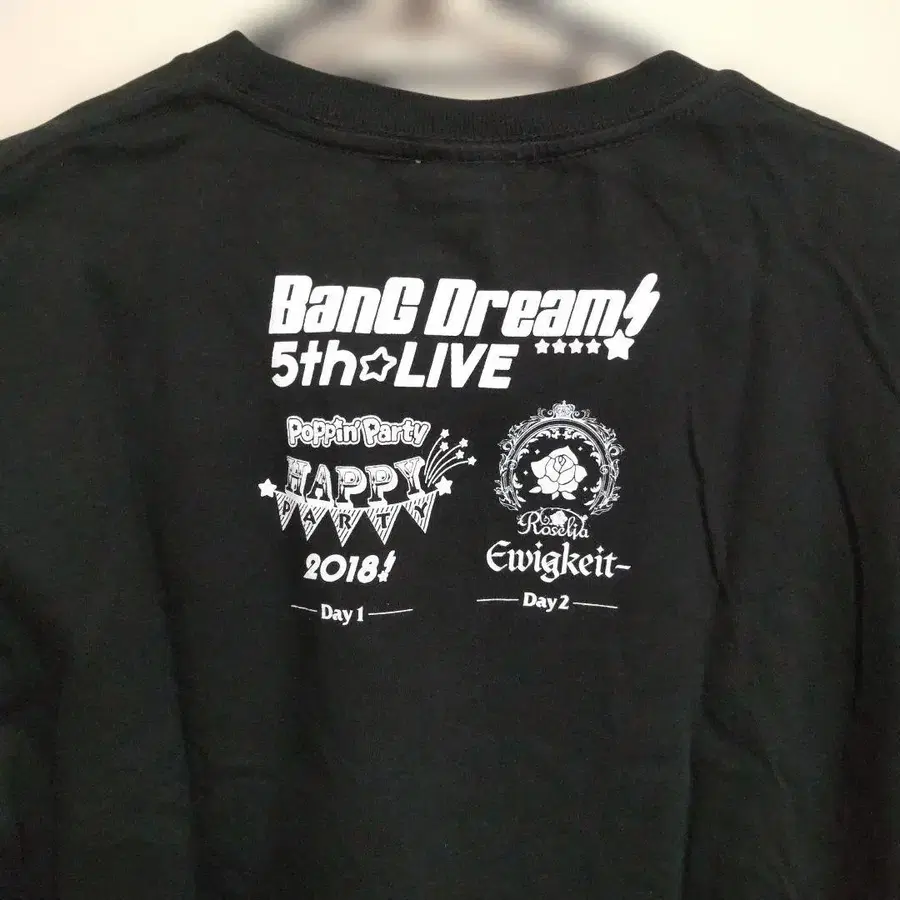 BanG Dream!
5th☆LIVE
Poppin'Party
HAPPY
PARTY
2018!
Day 1
Roselia
Ewigkeit-
Day 2